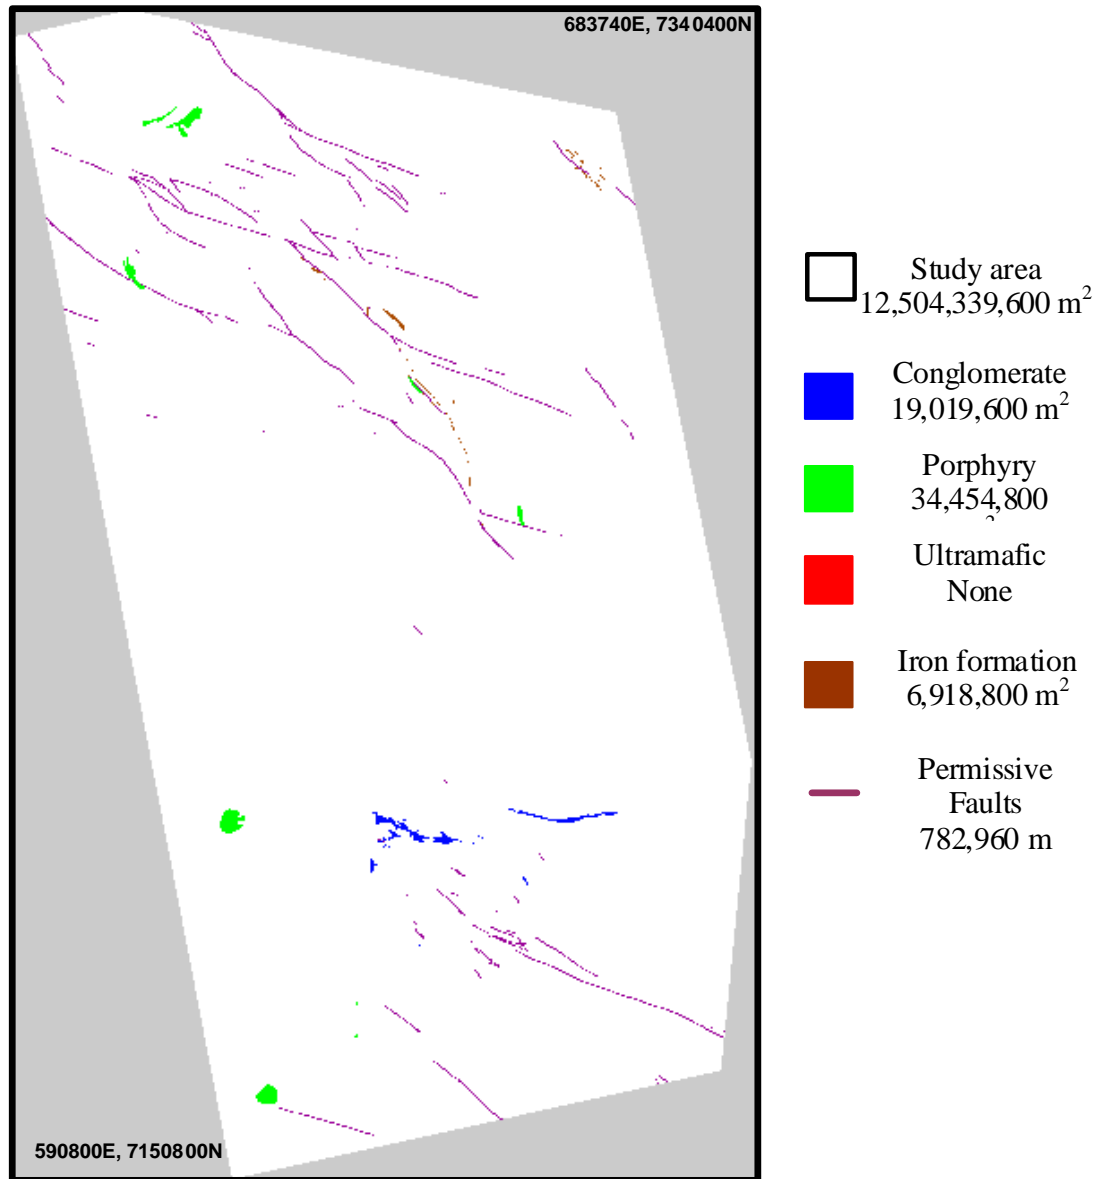 683740E, 7340400N
Study area
12,504,339,600 m²
Conglomerate
19,019,600 m²
Porphyry
34,454,800
Ultramafic
None
Iron formation
6,918,800 m²
Permissive
Faults
782,960 m
590800E, 7150800N